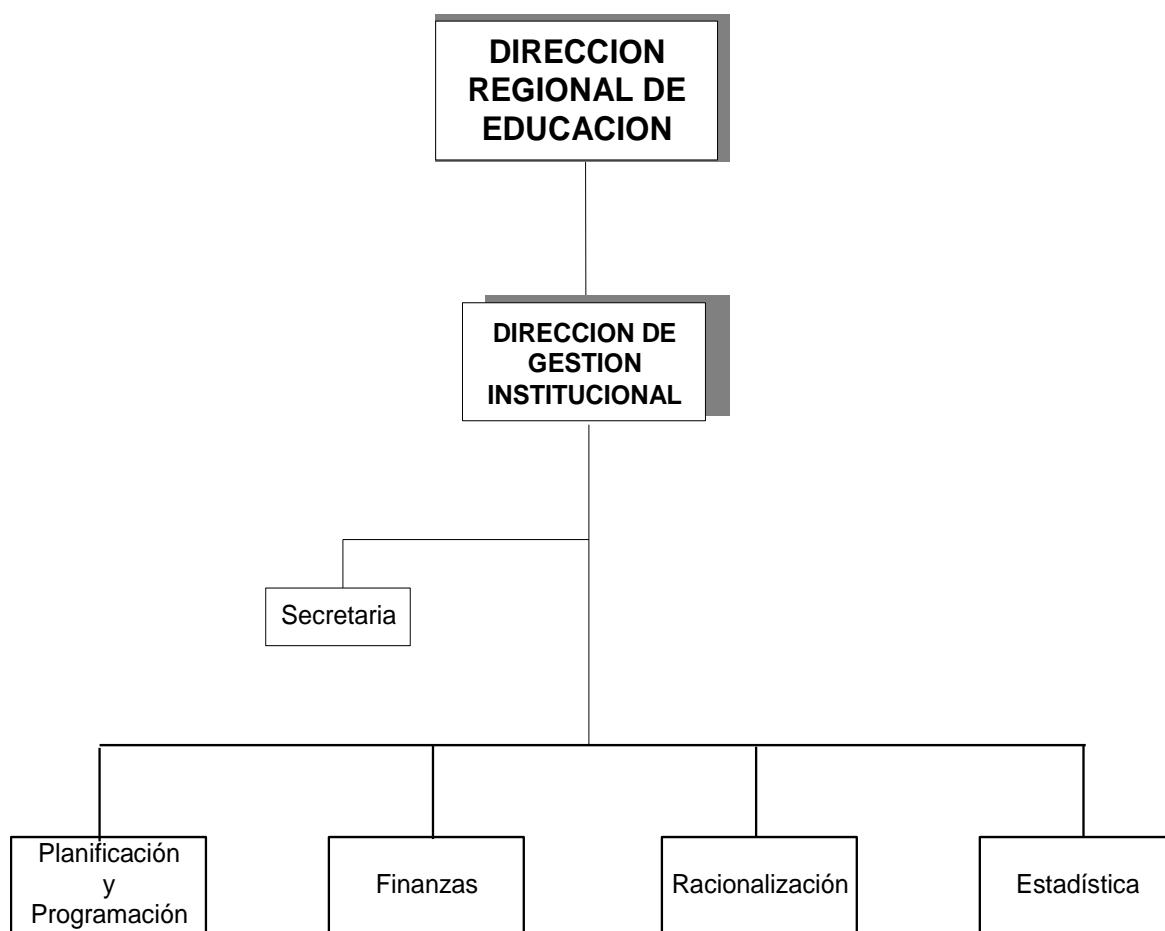 DIRECCION
REGIONAL DE
EDUCACION
DIRECCION DE
GESTION
INSTITUCIONAL
Secretaria
Planificación
y
Programación
Finanzas
Racionalización
Estadística